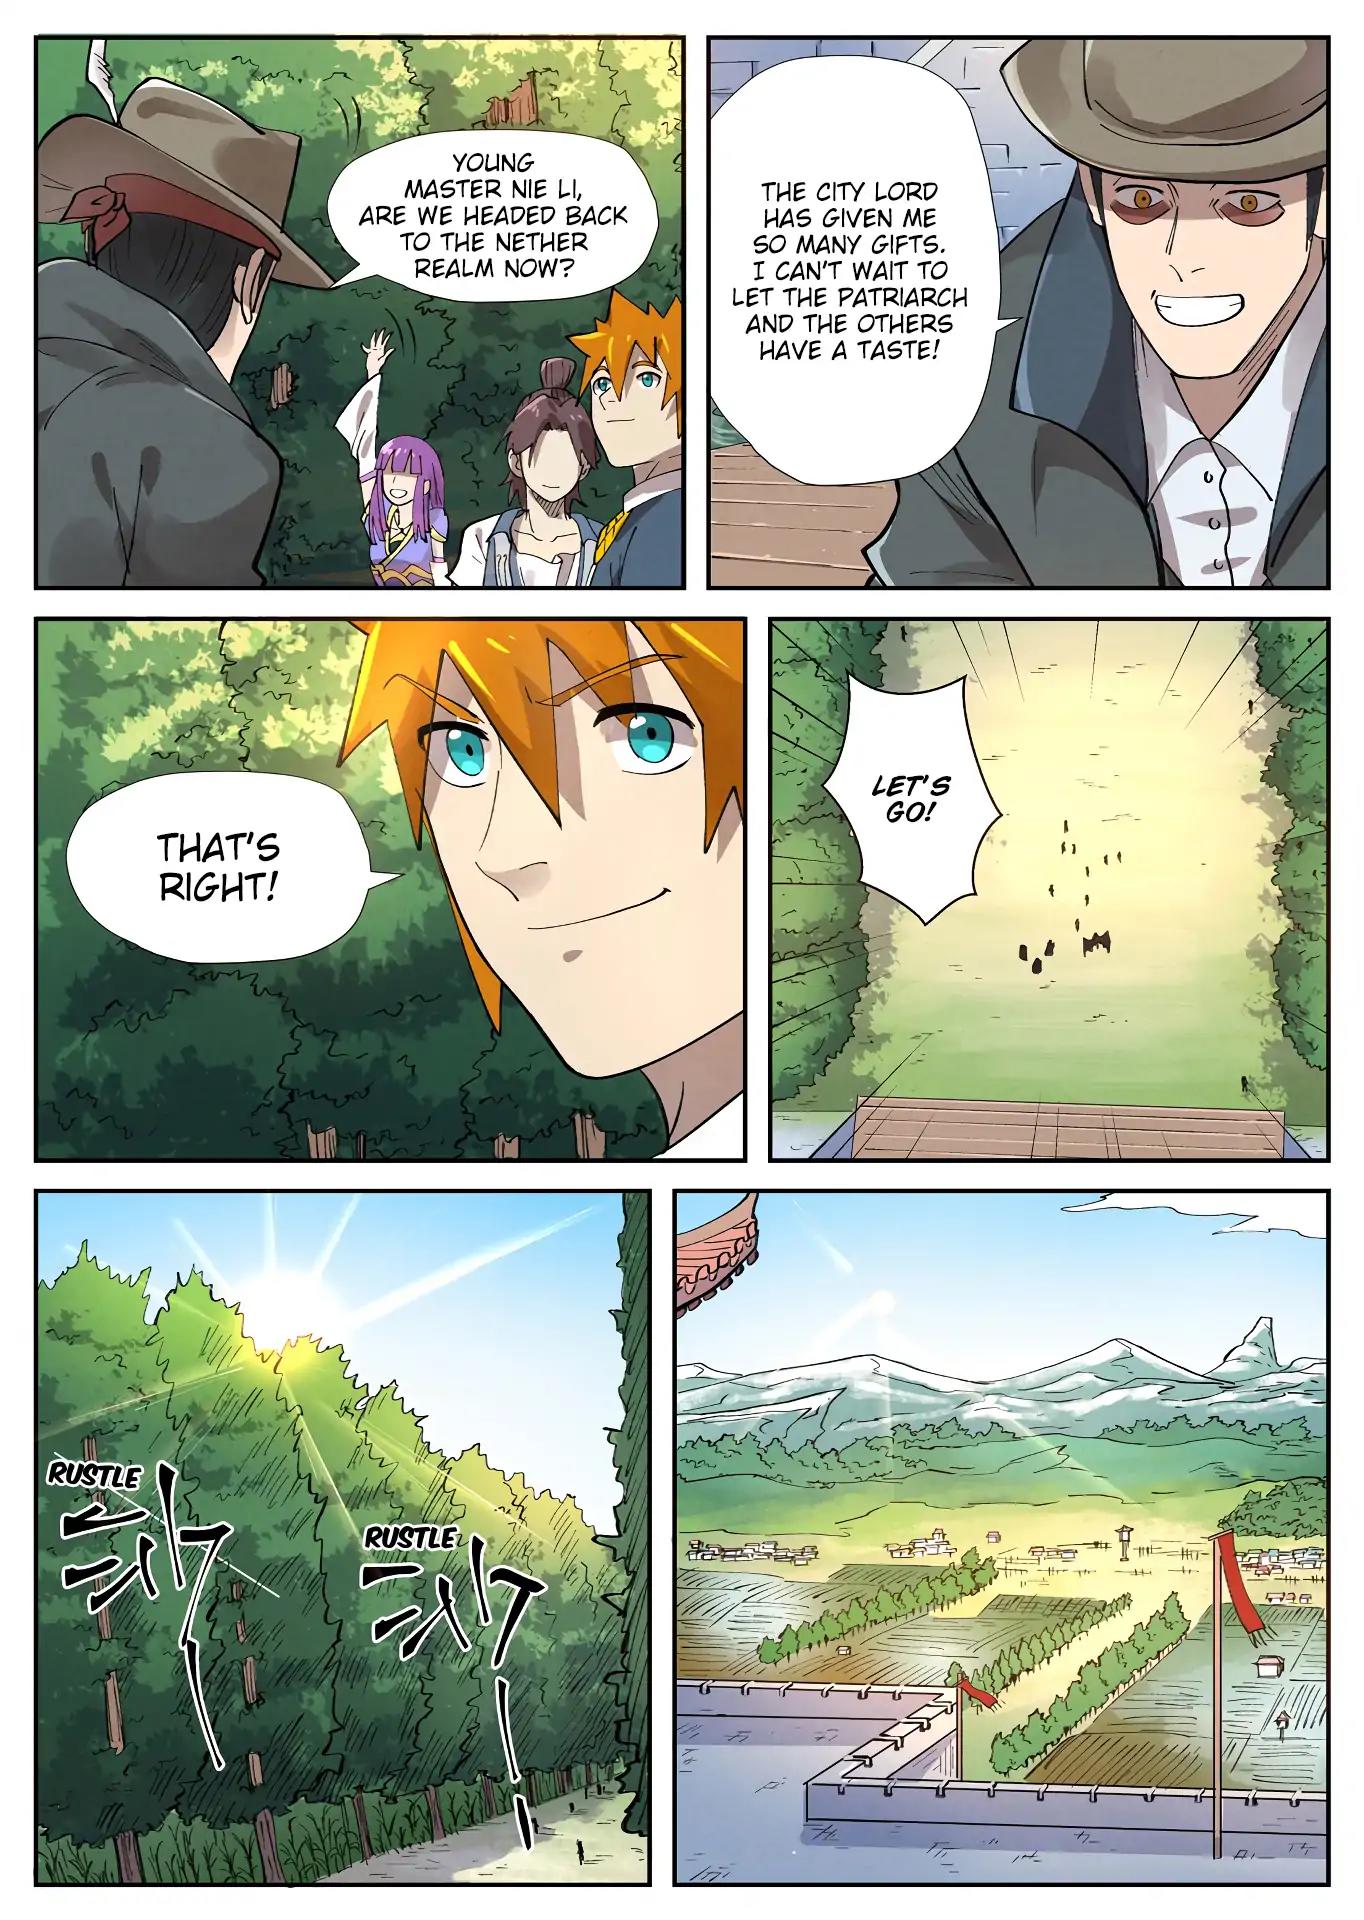 YOUNG
MASTER NIE LI,
ARE WE HEADED BACK
TO THE NETHER
REALM NOW?
THE CITY LORD
HAS GIVEN ME
SO MANY GIFTS.
I CAN'T WAIT TO
LET THE PATRIARCH
AND THE OTHERS
HAVE A TASTE!
THAT'S
RIGHT!
LET'S
GO!
RUSTLE
RUSTLE